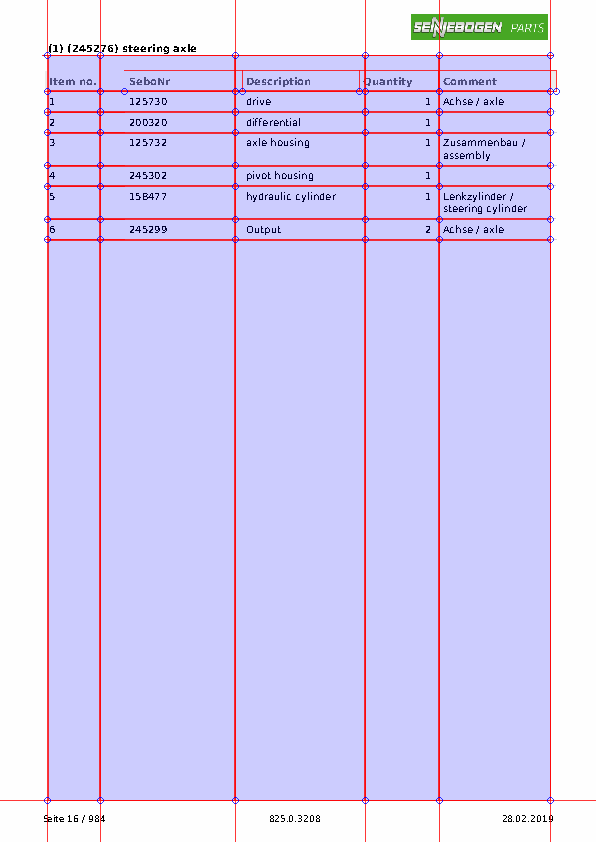 SENNEBOGEN PARTS
(1) (245276) steering axle
Item no. SeboNr Description Quantity Comment
1 125730 drive 1 Achse / axle
2 200320 differential 1
3 125732 axle housing 1 Zusammenbau /
assembly
4 245302 pivot housing 1
5 158477 hydraulic cylinder 1 Lenkzylinder /
steering cylinder
6 245299 Output 2 Achse / axle
Seite 16 / 984 825.0.3208 28.02.2019